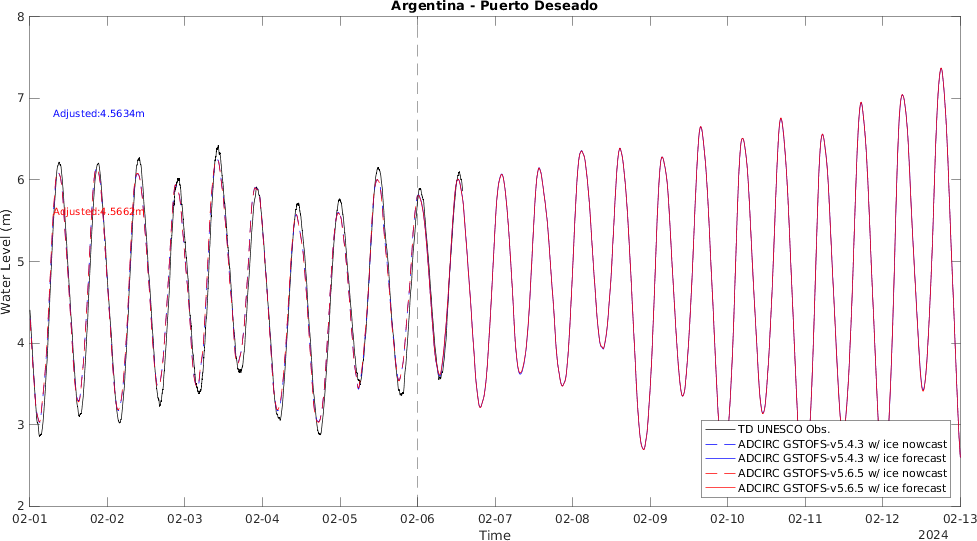 Argentina - Puerto Deseado
8
7
6
5
4
3
2
Water Level (m)
Adjusted:4.5634m
Adjusted:4.5662m
TD UNESCO Obs.
ADCIRC GSTOFS-v5.4.3 w/ ice nowcast
ADCIRC GSTOFS-v5.4.3 w/ ice forecast
ADCIRC GSTOFS-v5.6.5 w/ ice nowcast
ADCIRC GSTOFS-v5.6.5 w/ ice forecast
02-01 02-02 02-03 02-04 02-05 02-06 02-07 02-08 02-09 02-10 02-11 02-12 02-13
Time
2024